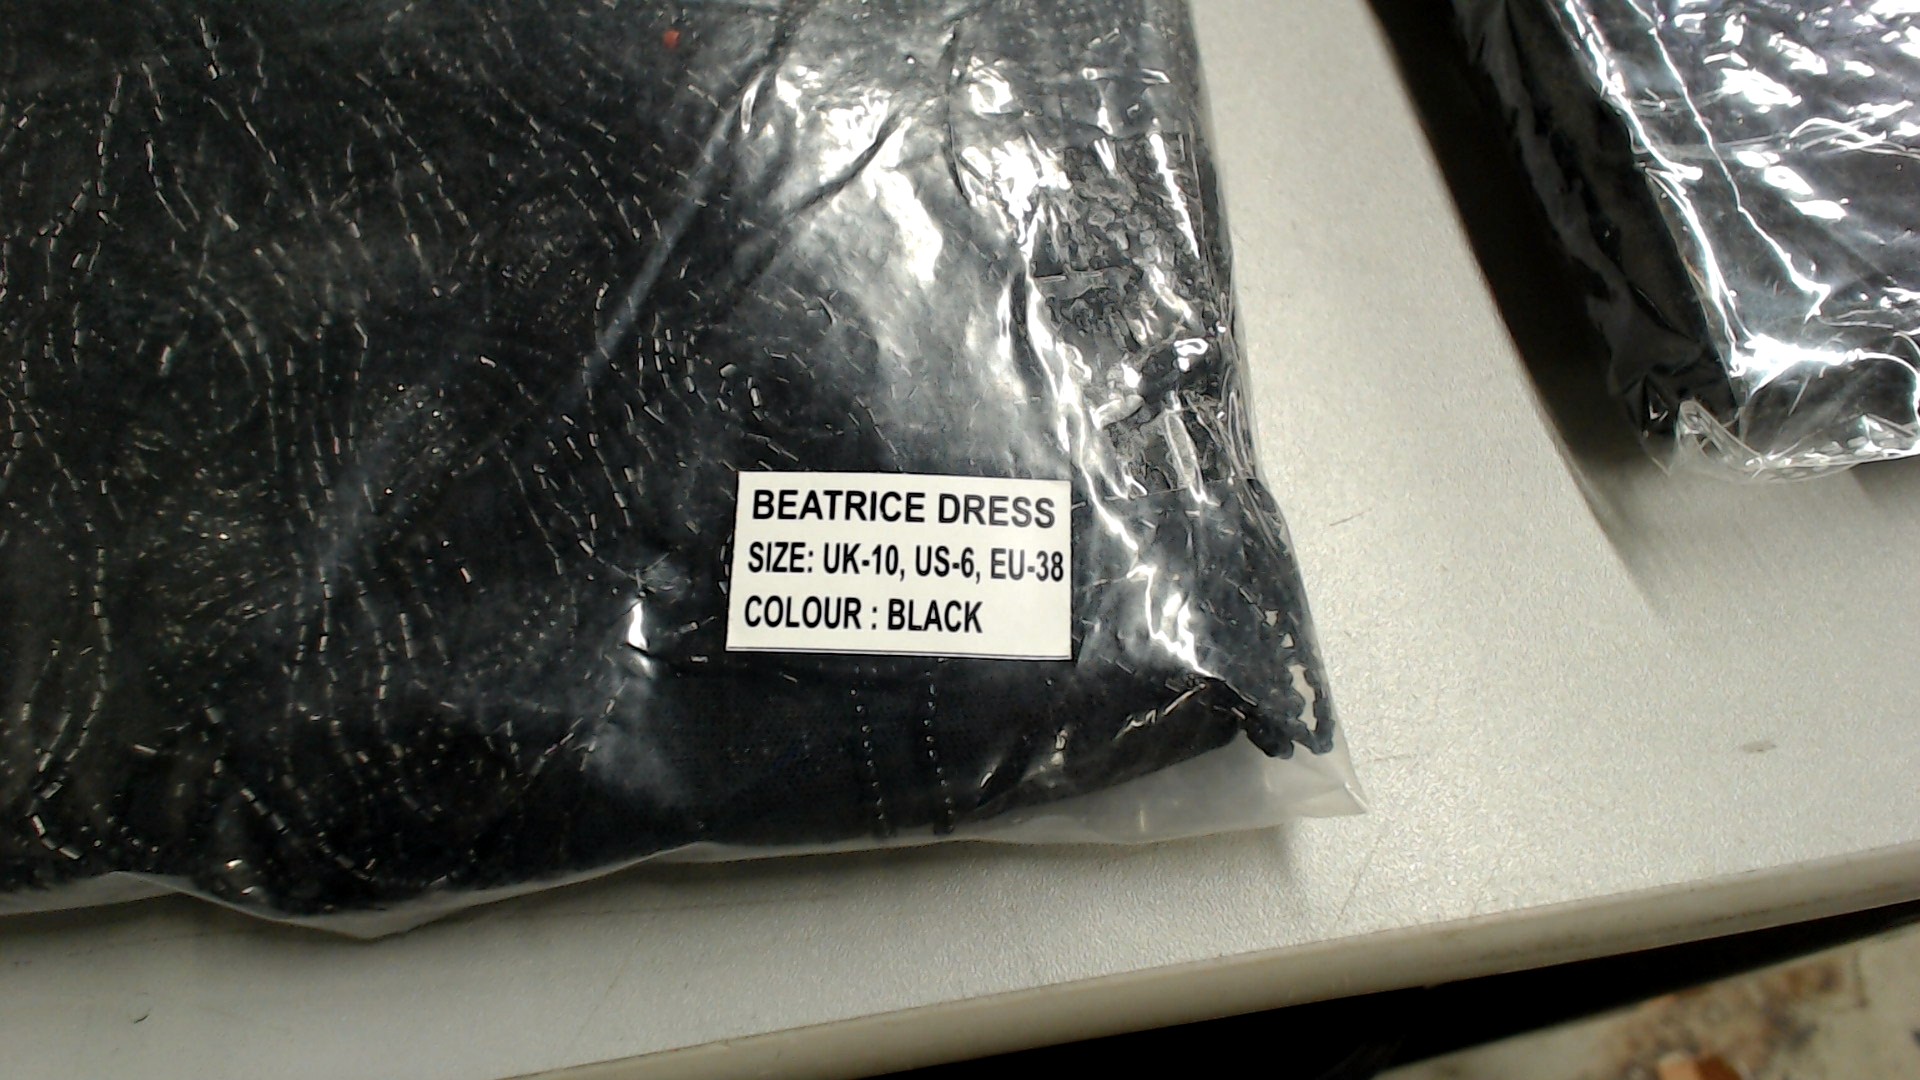 BEATRICE DRESS
SIZE: UK-10, US-6, EU-38
COLOUR : BLACK